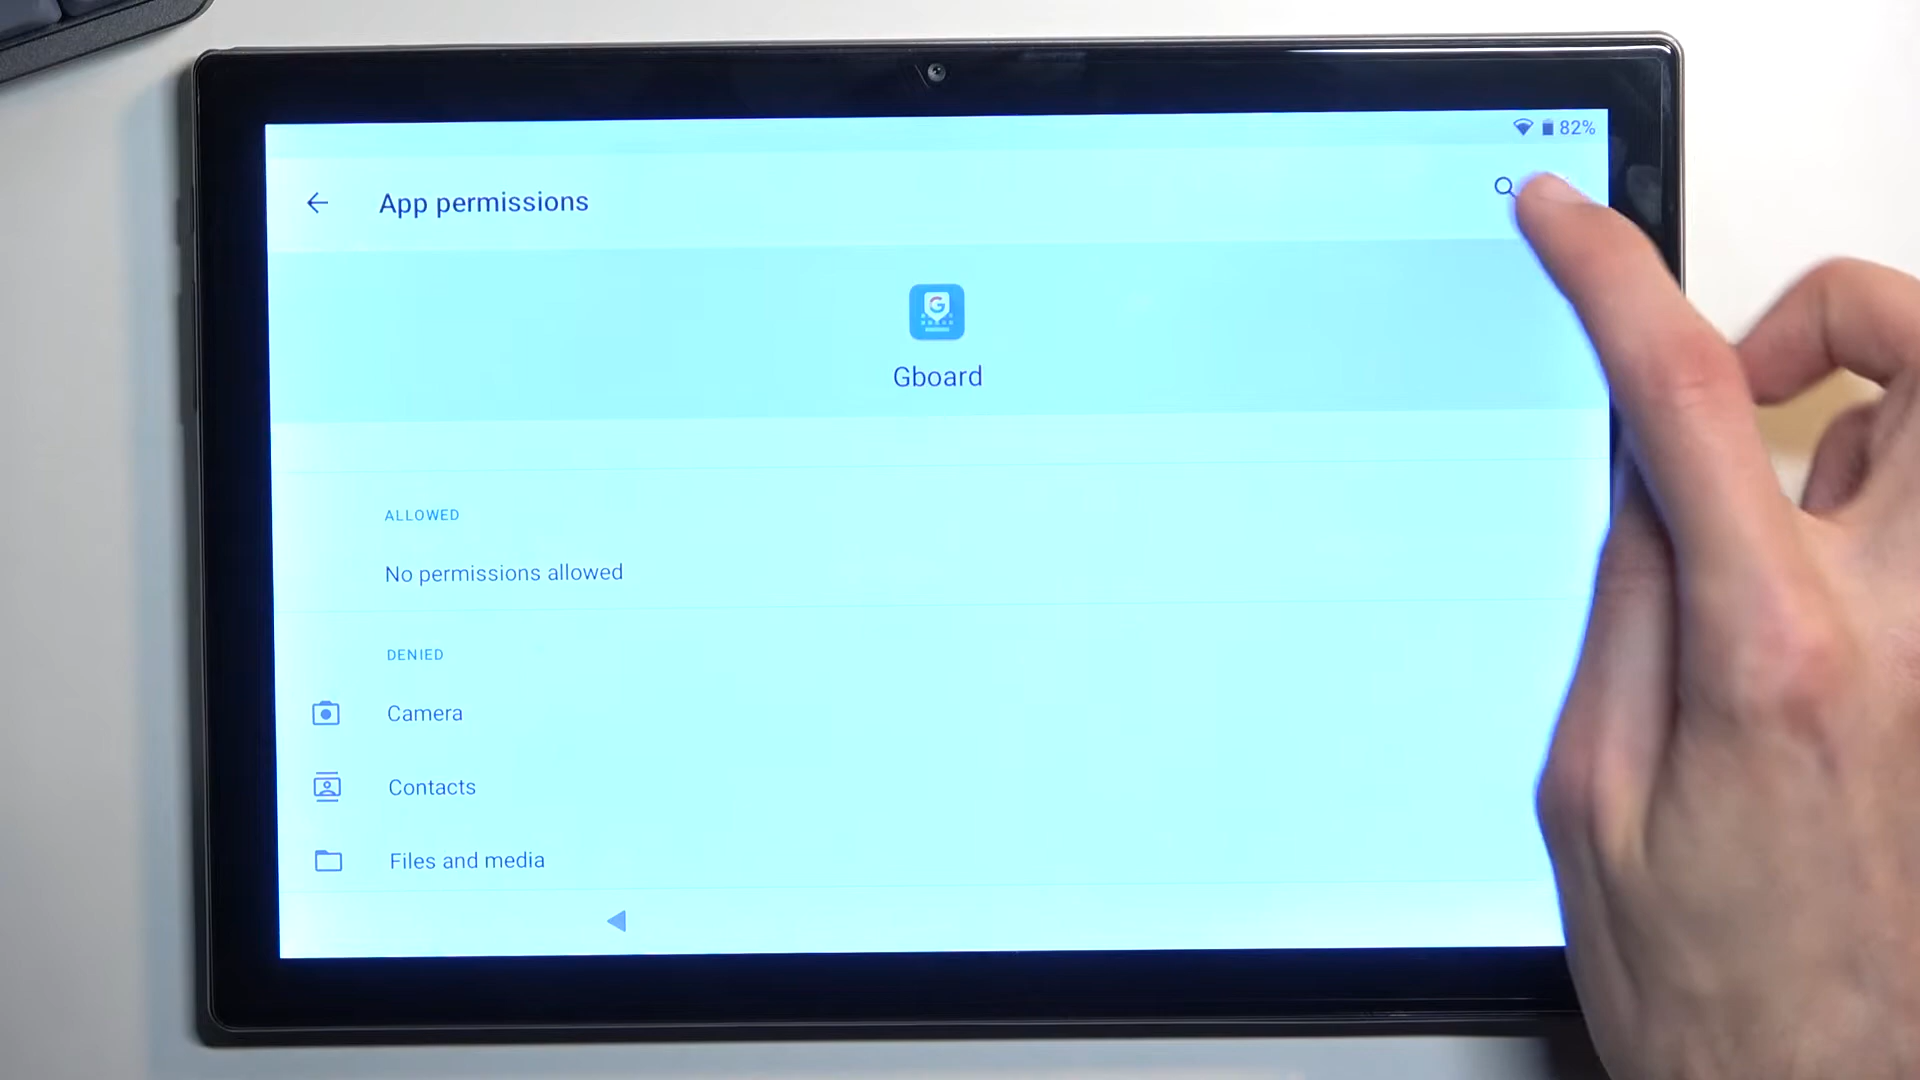 82%
App permissions
G
Gboard
ALLOWED
No permissions allowed
DENIED
Camera
Contacts
Files and media